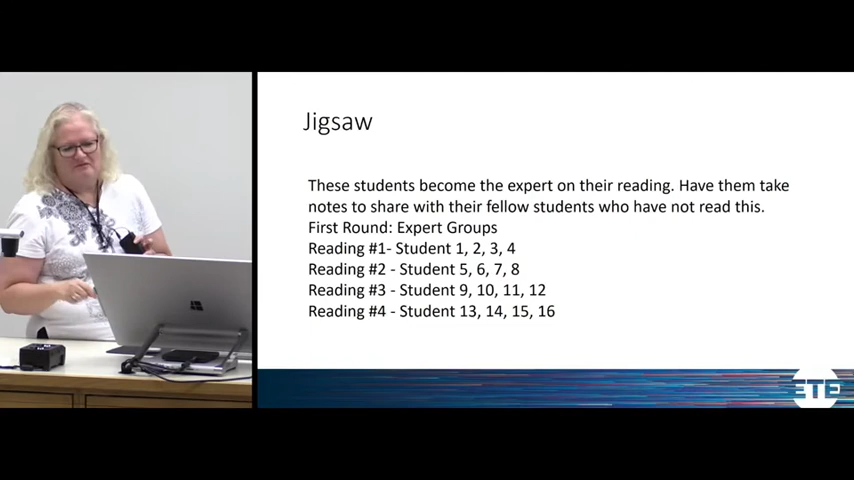 Jigsaw
These students become the expert on their reading. Have them take
notes to share with their fellow students who have not read this.
First Round: Expert Groups
Reading #1- Student 1, 2, 3, 4
Reading #2 - Student 5, 6, 7, 8
Reading #3 - Student 9, 10, 11, 12
Reading #4 - Student 13, 14, 15, 16
ETE